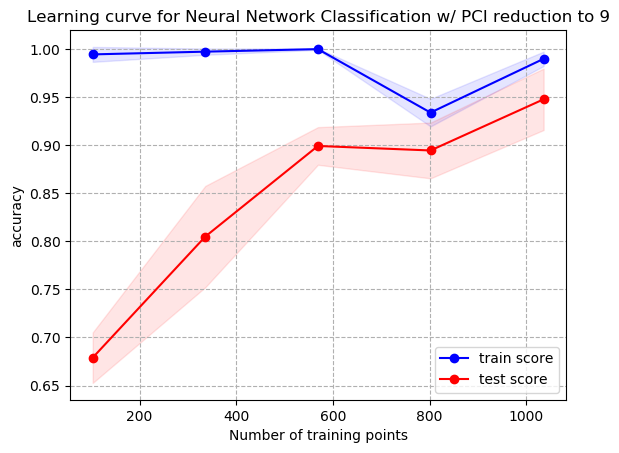 Learning curve for Neural Network Classification w/ PCI reduction to 9
1.00
0.95
0.90
0.85
0.80
0.75
0.70
0.65
accuracy
train score
test score
200
400
600
800
1000
Number of training points